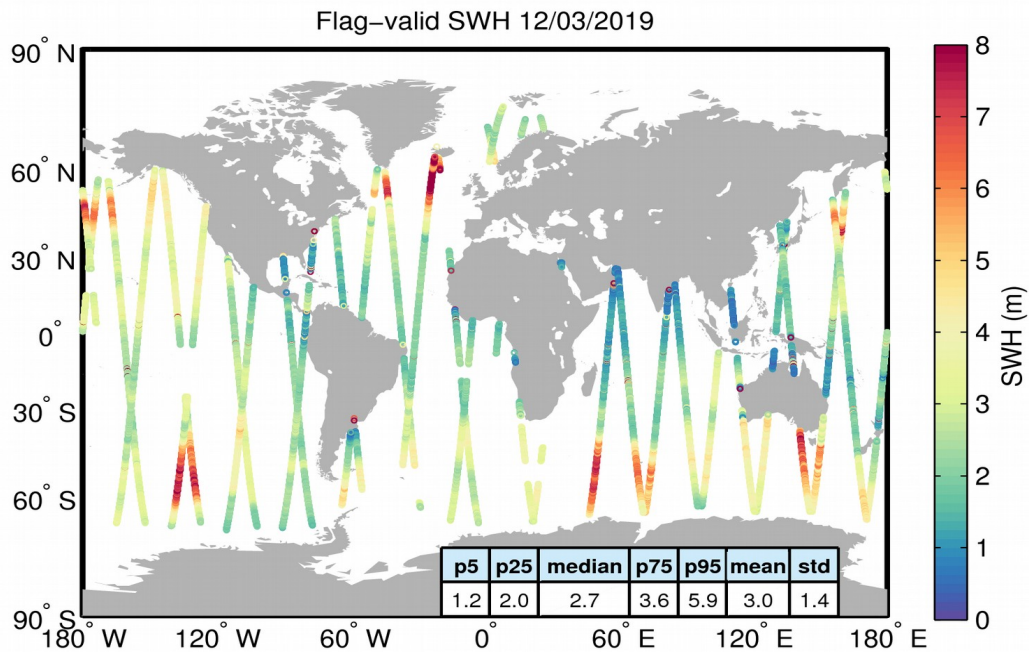 Flag−valid SWH 12/03/2019
90° N
60° N
30° N
0°
30° S
60° S
90° S
180° W 120° W 60° W 0° 60° E 120° E 180° E
8
7
6
5
4
3
2
1
0
SWH (m)
p5 p25 median p75 p95 mean std
1.2 2.0 2.7 3.6 5.9 3.0 1.4